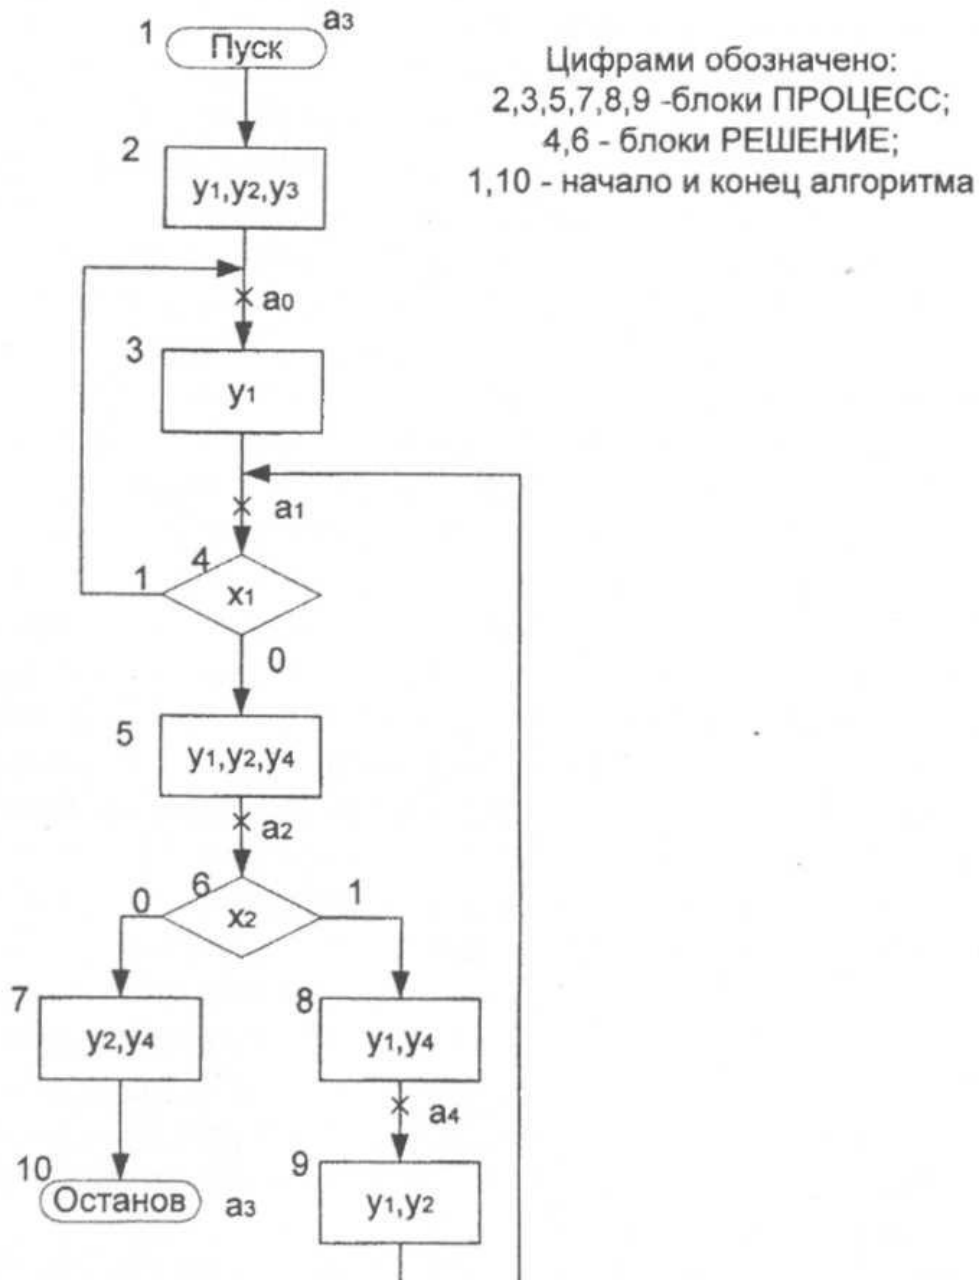 1
Пуск
a3
Цифрами обозначено:
2,3,5,7,8,9 -блоки ПРОЦЕСС;
4,6 - блоки РЕШЕНИЕ;
1,10 - начало и конец алгоритма
2
y1,y2,y3
a0
3
y1
a1
4
1
x1
0
5
y1,y2,y4
a2
6
0
x2
1
7
y2,y4
8
y1,y4
a4
10
Останов
a3
9
y1,y2